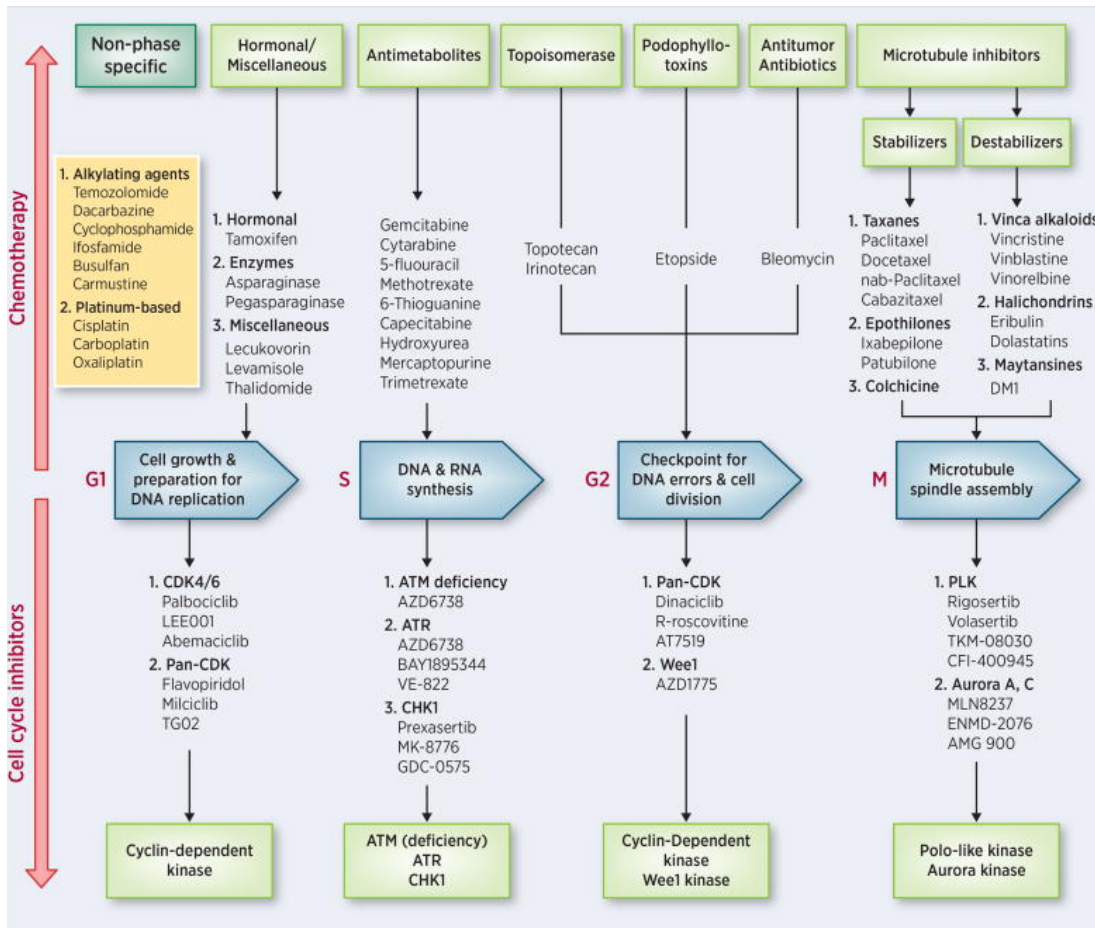 Chemotherapy
Cell cycle inhibitors
Non-phase
specific
Hormonal/
Miscellaneous
Antimetabolites
Topoisomerase
Podophyllo-
toxins
Antitumor
Antibiotics
Microtubule inhibitors
Stabilizers
Destabilizers
1. Alkylating agents
Temozolomide
Dacarbazine
Cyclophosphamide
Ifosfamide
Busulfan
Carmustine
2. Platinum-based
Cisplatin
Carboplatin
Oxaliplatin
1. Hormonal
Tamoxifen
2. Enzymes
Asparaginase
Pegasparaginase
3. Miscellaneous
Lecukovorin
Levamisole
Thalidomide
Gemcitabine
Cytarabine
5-fluouracil
Methotrexate
6-Thioguanine
Capecitabine
Hydroxyurea
Mercaptopurine
Trimetrexate
Topotecan
Irinotecan
Etopside
Bleomycin
1. Taxanes
Paclitaxel
Docetaxel
nab-Paclitaxel
Cabazitaxel
2. Epothilones
Ixabepilone
Patubilone
3. Colchicine
1. Vinca alkaloids
Vincristine
Vinblastine
Vinorelbine
2. Halichondrins
Eribulin
Dolastatins
3. Maytansines
DM1
G1
Cell growth &
preparation for
DNA replication
S
DNA & RNA
synthesis
G2
Checkpoint for
DNA errors & cell
division
M
Microtubule
spindle assembly
1. CDK4/6
Palbociclib
LEE001
Abemaciclib
2. Pan-CDK
Flavopiridol
Milciclib
TG02
1. ATM deficiency
AZD6738
2. ATR
AZD6738
BAY1895344
VE-822
3. CHK1
Prexasertib
MK-8776
GDC-0575
1. Pan-CDK
Dinaciclib
R-roscovitine
AT7519
2. Wee1
AZD1775
1. PLK
Rigosertib
Volasertib
TKM-08030
CFI-400945
2. Aurora A, C
MLN8237
ENMD-2076
AMG 900
Cyclin-dependent
kinase
ATM (deficiency)
ATR
CHK1
Cyclin-Dependent
kinase
Wee1 kinase
Polo-like kinase
Aurora kinase